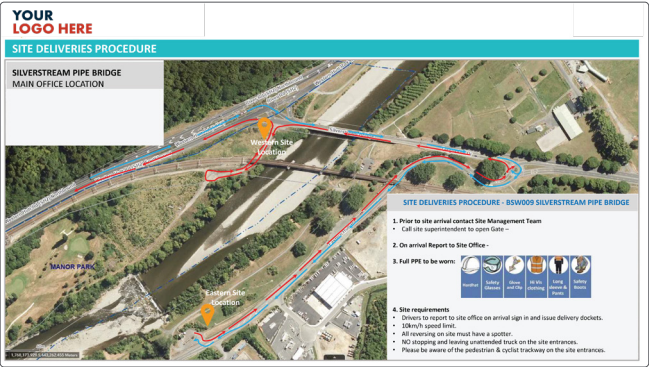 YOUR
LOGO HERE
SITE DELIVERIES PROCEDURE
SILVERSTREAM PIPE BRIDGE
MAIN OFFICE LOCATION
Western Site
Location
MANOR PARK
Eastern Site
Location
SITE DELIVERIES PROCEDURE - BSW009 SILVERSTREAM PIPE BRIDGE
1. Prior to site arrival contact Site Management Team
• Call site superintendent to open Gate –
2. On arrival Report to Site Office -
3. Full PPE to be worn:
Hardhat
Safety
Glasses
Gloves
and Clip
Hi Vis
clothing
Long
sleeve &
Pants
Safety
Boots
4. Site requirements
• Drivers to report to site office on arrival sign in and issue delivery dockets.
• 10km/h speed limit.
• All reversing on site must have a spotter.
• NO stopping and leaving unattended truck on the site entrances.
• Please be aware of the pedestrian & cyclist trackway on the site entrances.